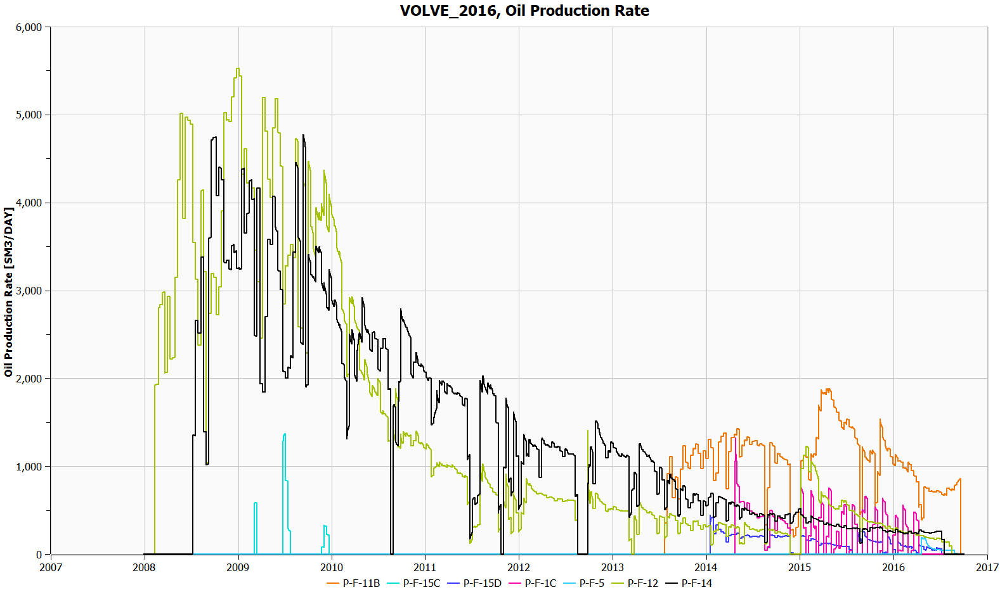 VOLVE_2016, Oil Production Rate
Oil Production Rate [SM3/DAY]
6,000
5,000
4,000
3,000
2,000
1,000
0
2007 2008 2009 2010 2011 2012 2013 2014 2015 2016 2017
P-F-11B P-F-15C P-F-15D P-F-1C P-F-5 P-F-12 P-F-14